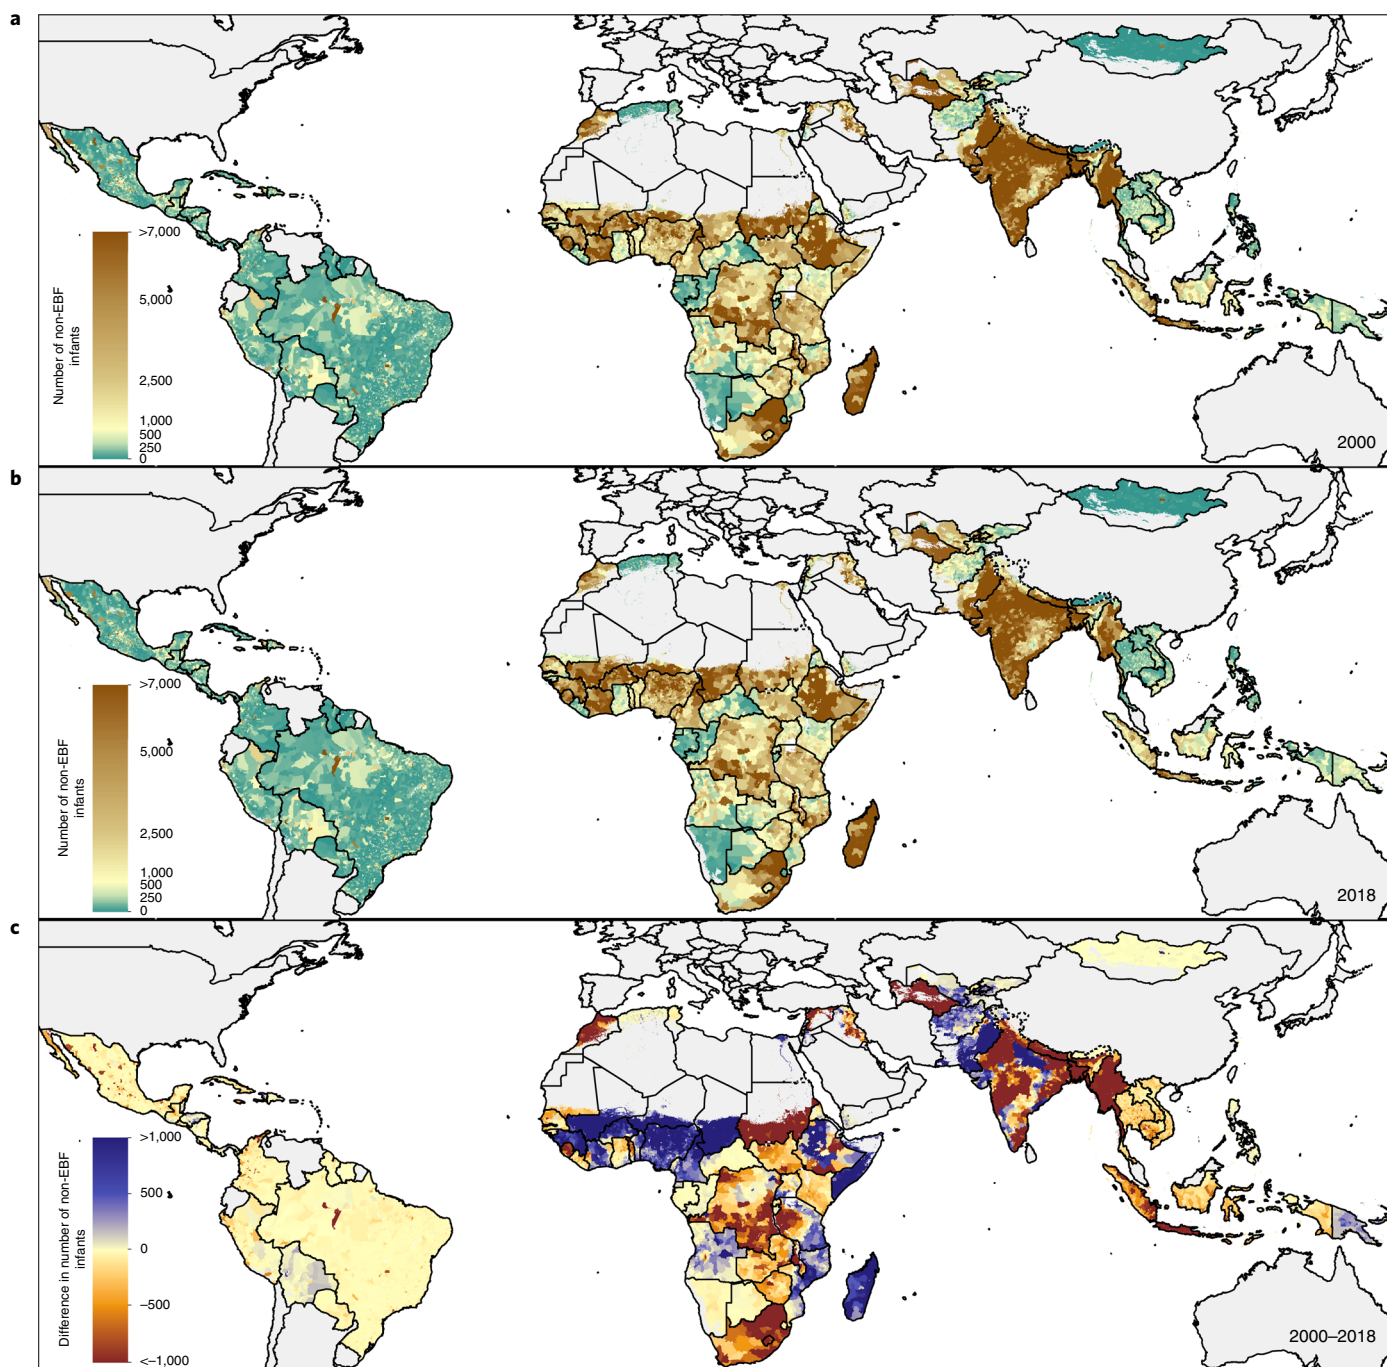 a
>7,000
5,000
2,500
1,000
500
250
0
Number of non-EBF
infants
2000
b
>7,000
5,000
2,500
1,000
500
250
0
Number of non-EBF
infants
2018
c
>1,000
500
0
–500
<–1,000
Difference in number of non-EBF
infants
2000–2018